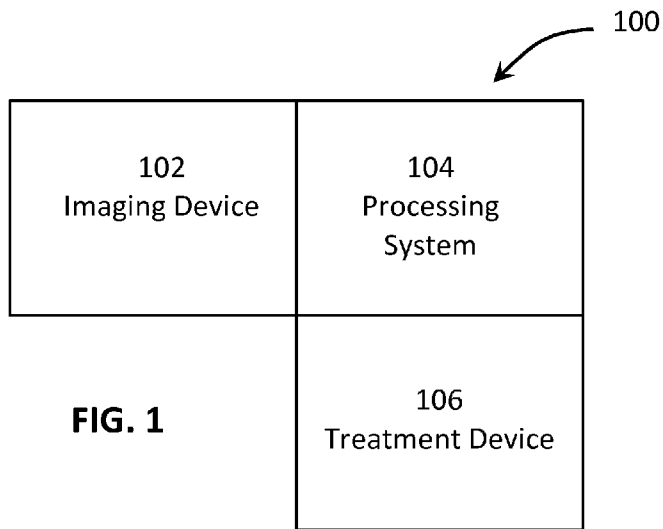 100
102
Imaging Device
104
Processing
System
FIG. 1
106
Treatment Device